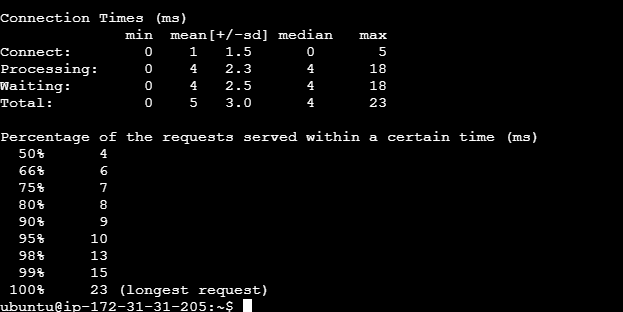 Connection Times (ms)
              min  mean[+/-sd] median   max
Connect:        0    1   1.5      0       5
Processing:     0    4   2.3      4      18
Waiting:        0    4   2.5      4      18
Total:          0    5   3.0      4      23
Percentage of the requests served within a certain time (ms)
  50%      4
  66%      6
  75%      7
  80%      8
  90%      9
  95%     10
  98%     13
  99%     15
 100%     23 (longest request)
ubuntu@ip-172-31-31-205:~$